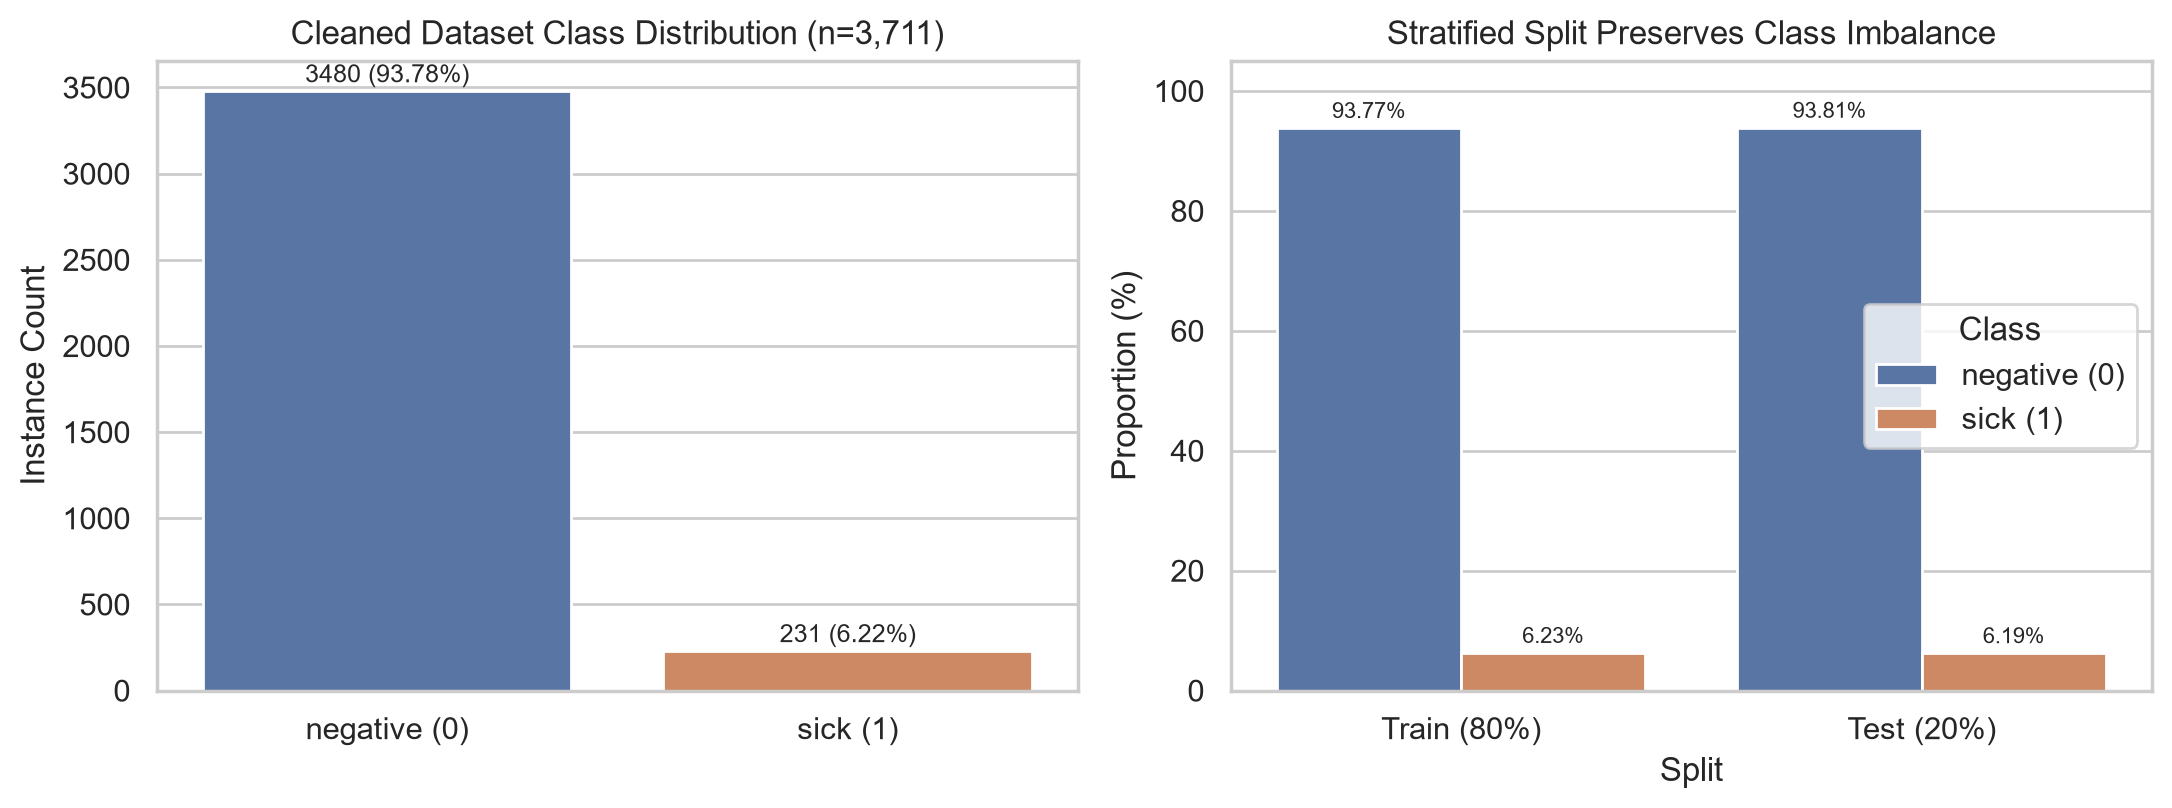 Cleaned Dataset Class Distribution (n=3,711)
Instance Count
3500
3000
2500
2000
1500
1000
500
0
3480 (93.78%)
231 (6.22%)
negative (0)
sick (1)
Stratified Split Preserves Class Imbalance
Proportion (%)
100
80
60
40
20
0
93.77%
6.23%
93.81%
6.19%
Class
negative (0)
sick (1)
Train (80%)
Test (20%)
Split